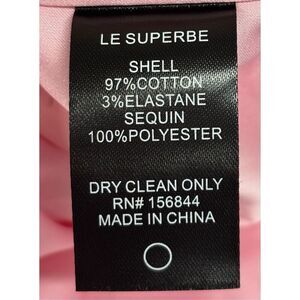 LE SUPERBE
SHELL
97%COTTON
3%ELASTANE
SEQUIN
100%POLYESTER
DRY CLEAN ONLY
RN# 156844
MADE IN CHINA